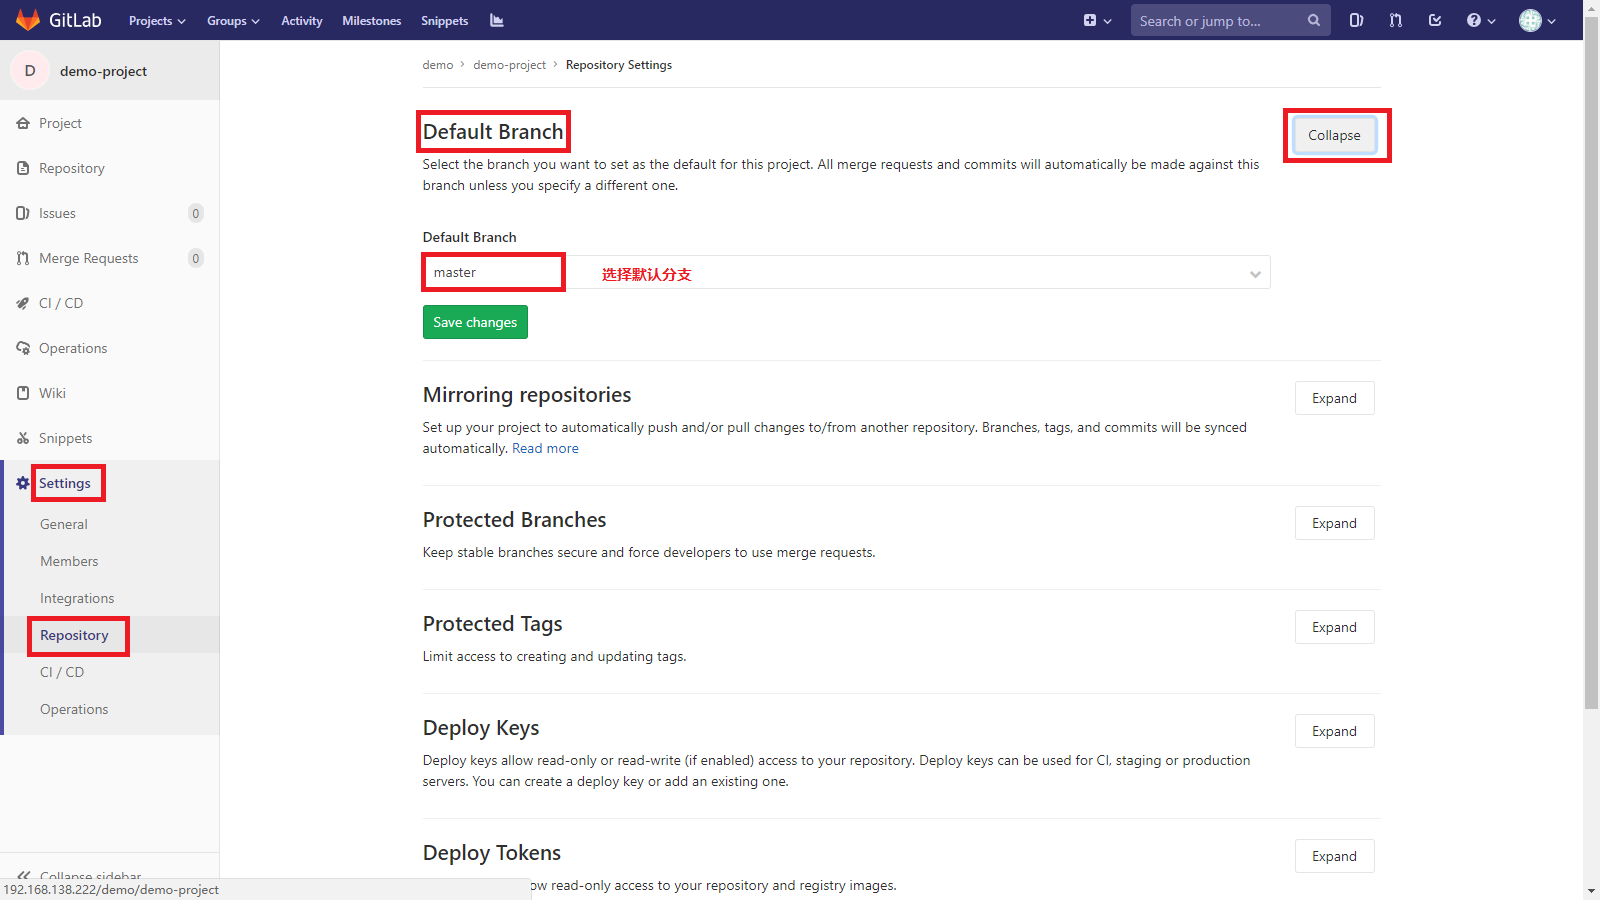 GitLab Projects Groups Activity Milestones Snippets Search or jump to...
D demo-project
Project
Repository
Issues 0
Merge Requests 0
CI / CD
Operations
Wiki
Snippets
Settings
General
Members
Integrations
Repository
CI / CD
Operations
Collapse sidebar
192.168.138.222/demo/demo-project
demo › demo-project › Repository Settings
Default Branch
Collapse
Select the branch you want to set as the default for this project. All merge requests and commits will automatically be made against this
branch unless you specify a different one.
Default Branch
master 选择默认分支
Save changes
Mirroring repositories
Expand
Set up your project to automatically push and/or pull changes to/from another repository. Branches, tags, and commits will be synced
automatically. Read more
Protected Branches
Expand
Keep stable branches secure and force developers to use merge requests.
Protected Tags
Expand
Limit access to creating and updating tags.
Deploy Keys
Expand
Deploy keys allow read-only or read-write (if enabled) access to your repository. Deploy keys can be used for CI, staging or production
servers. You can create a deploy key or add an existing one.
Deploy Tokens
Expand
read-only access to your repository and registry images.